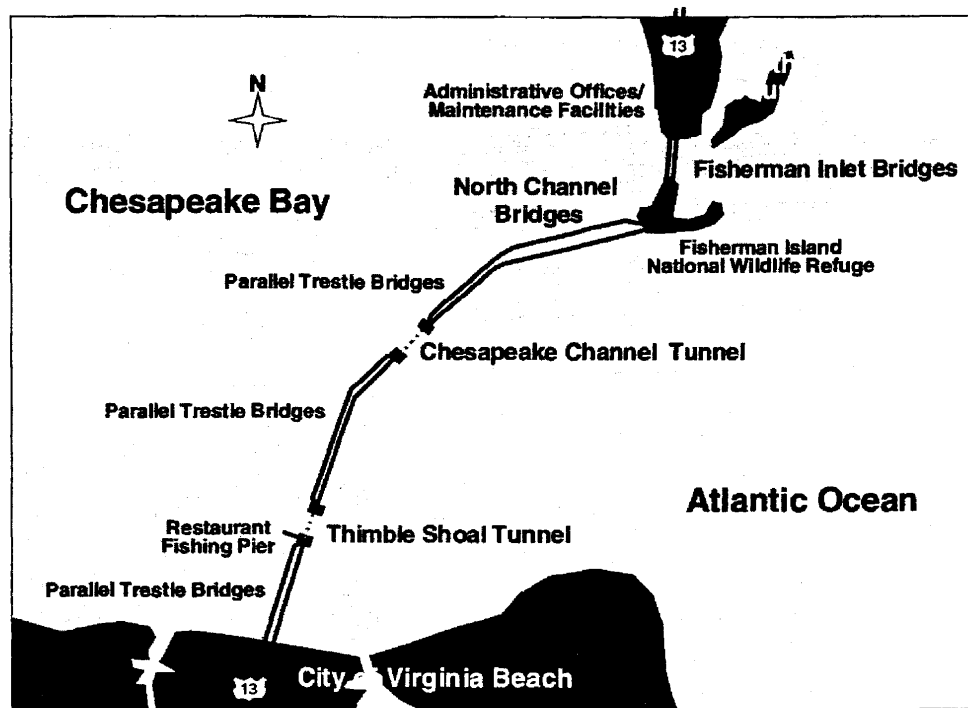 13
N
Administrative Offices/
Maintenance Facilities
Fisherman Inlet Bridges
North Channel
Bridges
Chesapeake Bay
Fisherman Island
National Wildlife Refuge
Parallel Trestle Bridges
Chesapeake Channel Tunnel
Parallel Trestle Bridges
Atlantic Ocean
Restaurant
Fishing Pier
Thimble Shoal Tunnel
Parallel Trestle Bridges
City of Virginia Beach
13